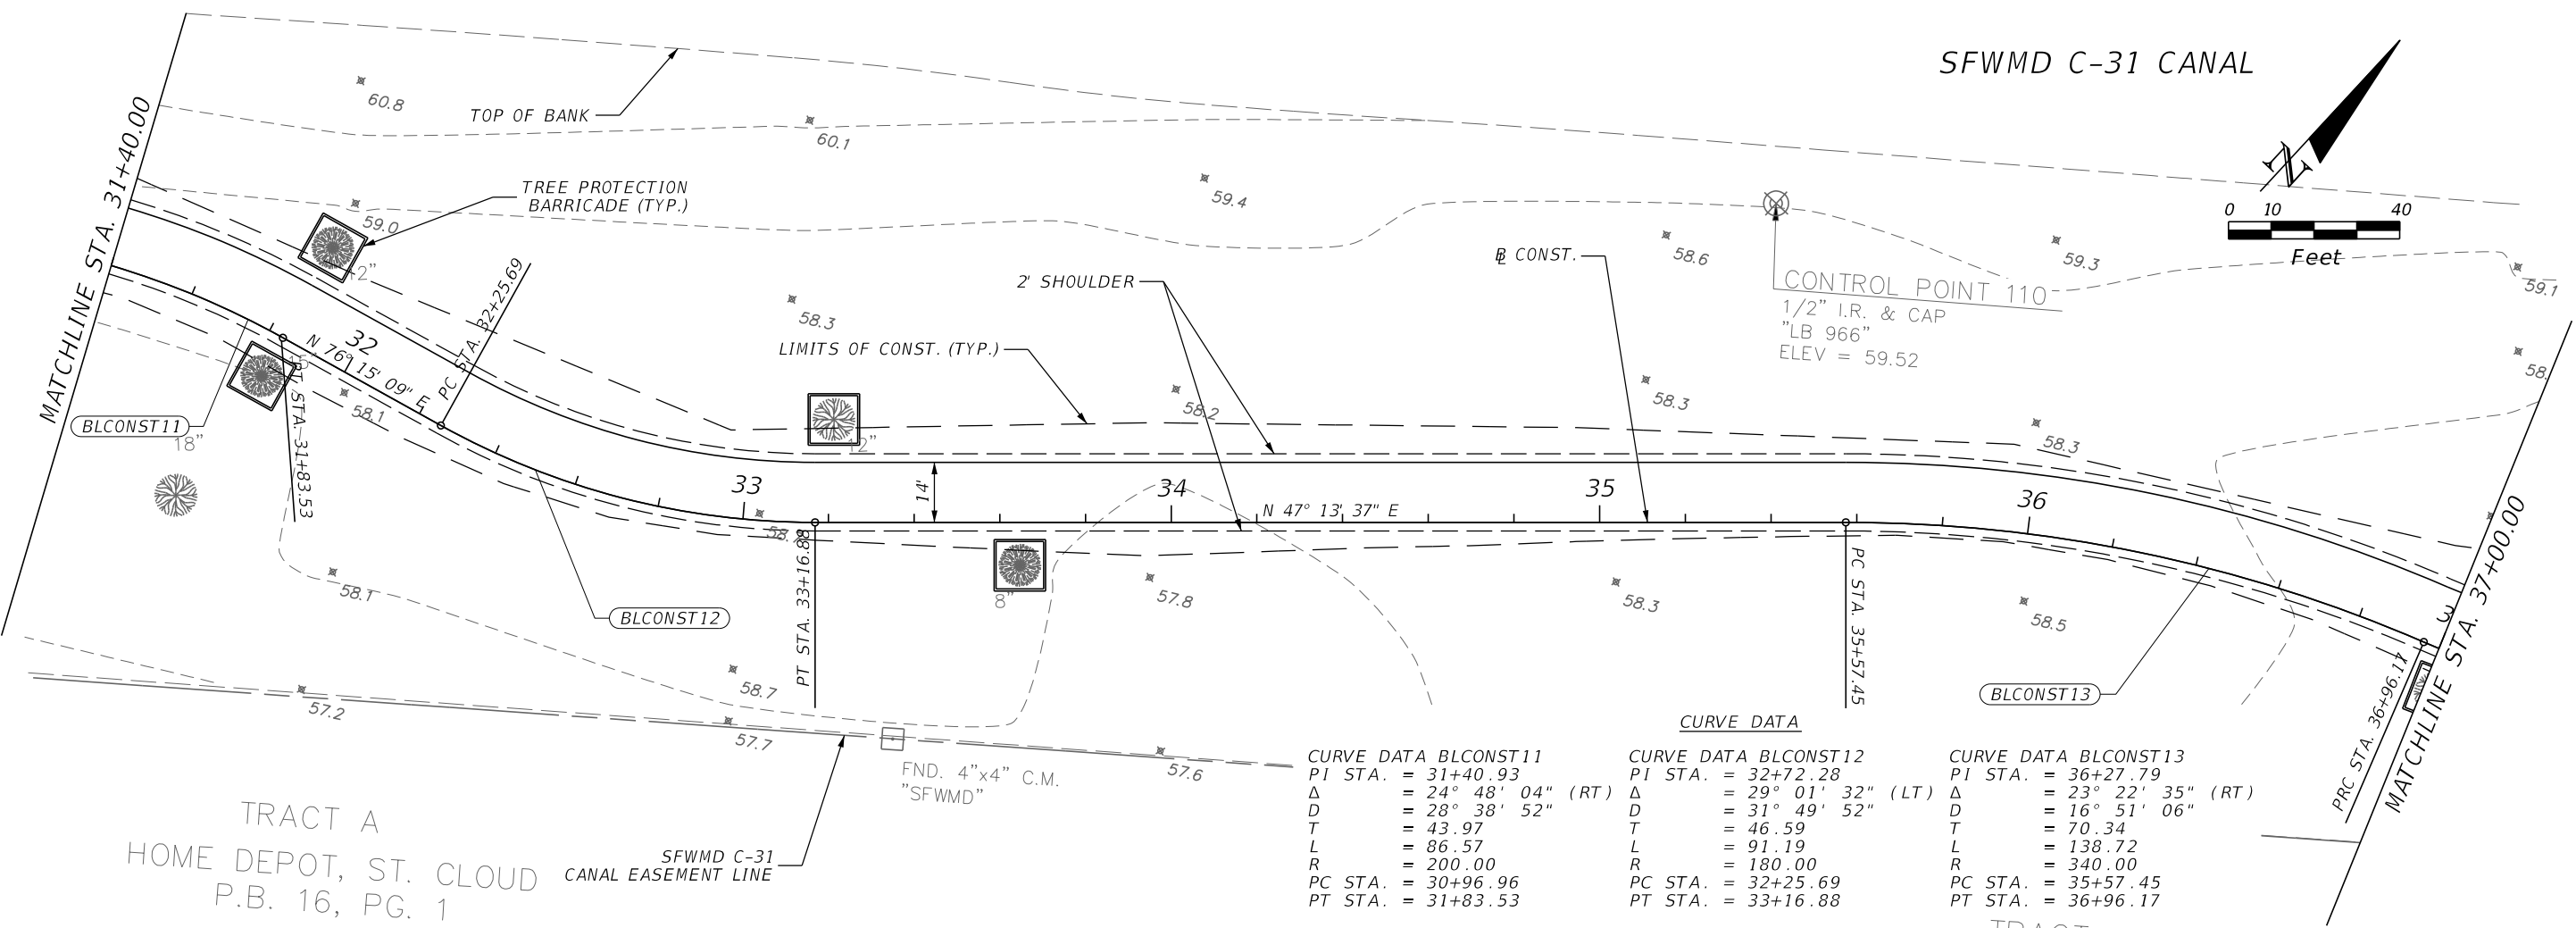 SFWMD C-31 CANAL
N
0 10 40
Feet
60.8
TOP OF BANK
60.1
MATCHLINE STA. 31+40.00
TREE PROTECTION
BARRICADE (TYP.)
59.0
12"
59.4
58.6
59.3
59.1
CONTROL POINT 110
1/2" I.R. & CAP
"LB 966"
ELEV = 59.52
B CONST.
2' SHOULDER
58.3
LIMITS OF CONST. (TYP.)
PC STA. 32+25.69
32
N 76° 15' 09" E
15"
PT STA. 31+83.53
58.1
BLCONST11
18"
58.2
58.3
58.3
58.
12"
33
34
35
36
3
14'
N 47° 13' 37" E
58.7
PT STA. 33+16.88
8"
57.8
58.3
58.5
58.1
BLCONST12
PC STA. 35+57.45
BLCONST13
PRC STA. 36+96.17
MATCHLINE STA. 37+00.00
58.7
57.2
57.7
57.6
FND. 4"x4" C.M.
"SFWMD"
SFWMD C-31
CANAL EASEMENT LINE
TRACT A
HOME DEPOT, ST. CLOUD
P.B. 16, PG. 1
CURVE DATA
CURVE DATA BLCONST11
PI STA. = 31+40.93
Δ = 24° 48' 04" (RT)
D = 28° 38' 52"
T = 43.97
L = 86.57
R = 200.00
PC STA. = 30+96.96
PT STA. = 31+83.53
CURVE DATA BLCONST12
PI STA. = 32+72.28
Δ = 29° 01' 32" (LT)
D = 31° 49' 52"
T = 46.59
L = 91.19
R = 180.00
PC STA. = 32+25.69
PT STA. = 33+16.88
CURVE DATA BLCONST13
PI STA. = 36+27.79
Δ = 23° 22' 35" (RT)
D = 16° 51' 06"
T = 70.34
L = 138.72
R = 340.00
PC STA. = 35+57.45
PT STA. = 36+96.17
TRACT